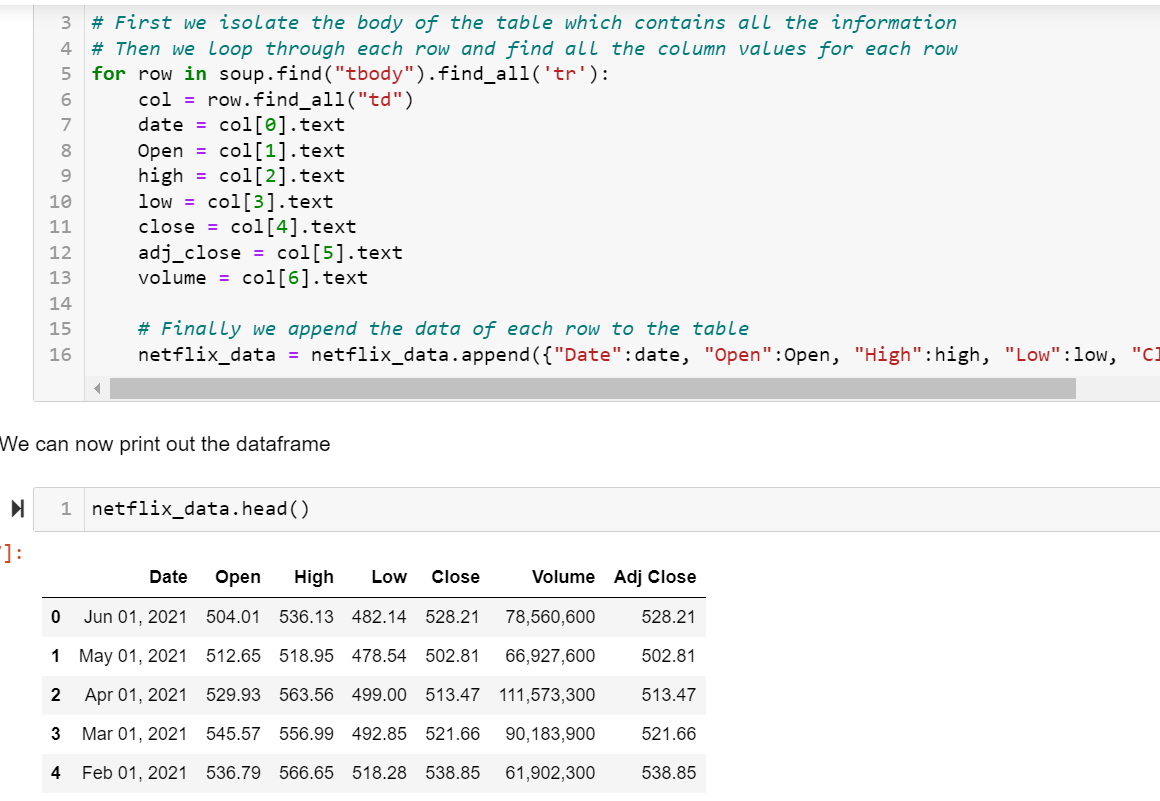 3 # First we isolate the body of the table which contains all the information
4 # Then we loop through each row and find all the column values for each row
5 for row in soup.find("tbody").find_all('tr'):
6 col = row.find_all("td")
7 date = col[0].text
8 Open = col[1].text
9 high = col[2].text
10 low = col[3].text
11 close = col[4].text
12 adj_close = col[5].text
13 volume = col[6].text
14
15 # Finally we append the data of each row to the table
16 netflix_data = netflix_data.append({"Date":date, "Open":Open, "High":high, "Low":low,
We can now print out the dataframe
1 netflix_data.head()
]:
Date Open High Low Close Volume Adj Close
0 Jun 01, 2021 504.01 536.13 482.14 528.21 78,560,600 528.21
1 May 01, 2021 512.65 518.95 478.54 502.81 66,927,600 502.81
2 Apr 01, 2021 529.93 563.56 499.00 513.47 111,573,300 513.47
3 Mar 01, 2021 545.57 556.99 492.85 521.66 90,183,900 521.66
4 Feb 01, 2021 536.79 566.65 518.28 538.85 61,902,300 538.85